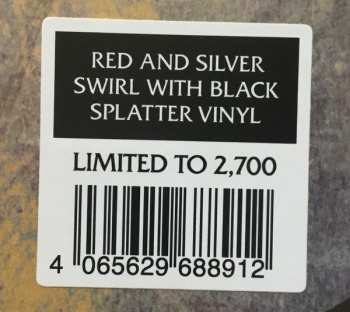 RED AND SILVER
SWIRL WITH BLACK
SPLATTER VINYL
LIMITED TO 2,700
4 065629 688912